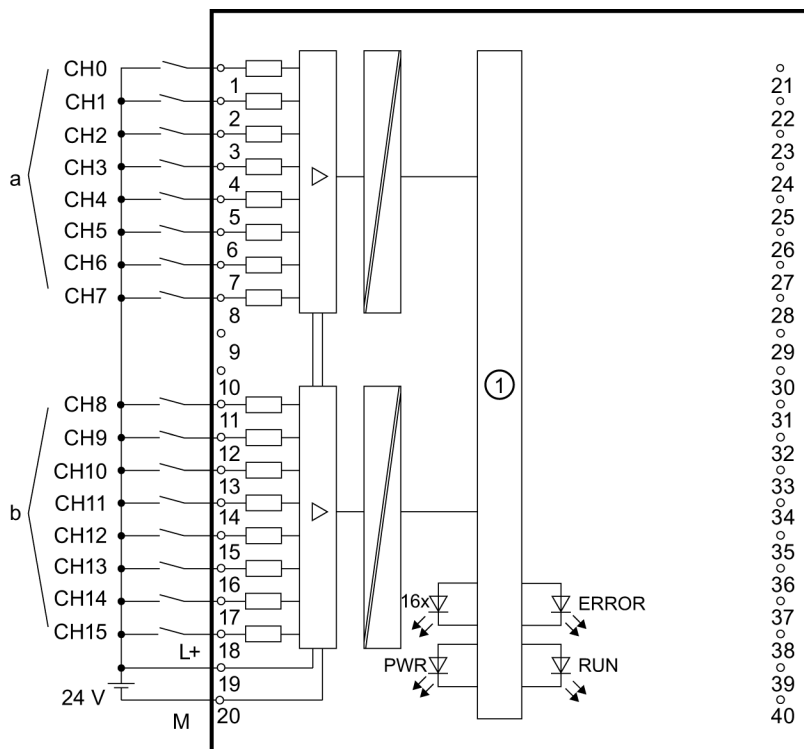 CH0
1
21
CH1
2
22
CH2
3
23
CH3
4
24
a
CH4
5
25
CH5
6
26
CH6
7
27
CH7
8
28
9
29
10
30
1
CH8
11
31
CH9
12
32
CH10
13
33
CH11
14
34
b
CH12
15
35
CH13
16
36
CH14
17
37
16x
ERROR
CH15
L+
18
38
PWR
RUN
24 V
19
39
M
20
40